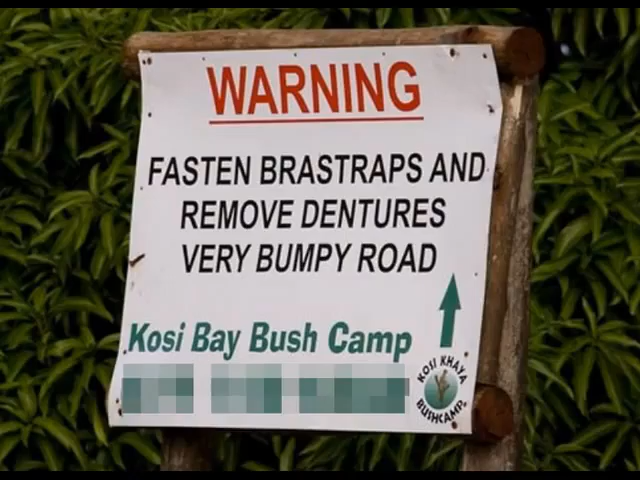 WARNING
FASTEN BRASTRAPS AND
REMOVE DENTURES
VERY BUMPY ROAD
Kosi Bay Bush Camp
KOSI KHAYA
BUSHCAMP